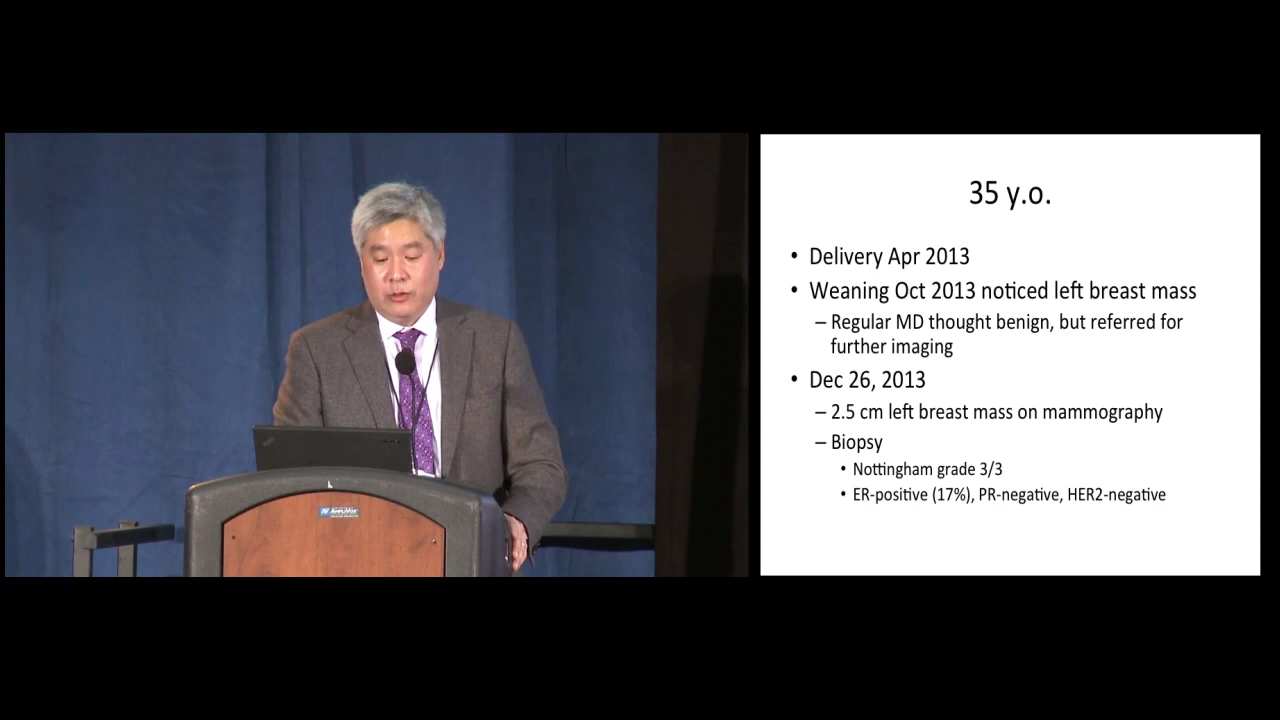 35 y.o.
• Delivery Apr 2013
• Weaning Oct 2013 noticed left breast mass
– Regular MD thought benign, but referred for
further imaging
• Dec 26, 2013
– 2.5 cm left breast mass on mammography
– Biopsy
• Nottingham grade 3/3
• ER-positive (17%), PR-negative, HER2-negative